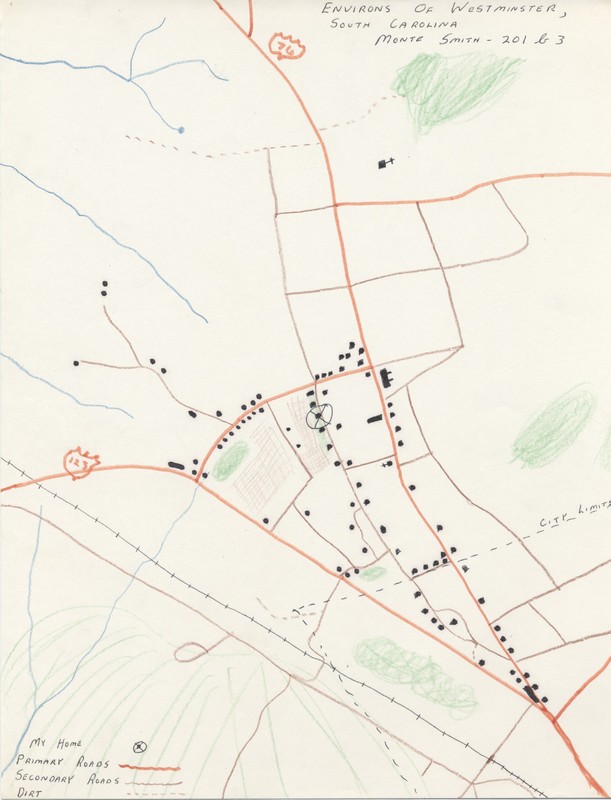 ENVIRONS OF WESTMINSTER,
SOUTH CAROLINA
MONTE SMITH - 201 & 3
76
123
CITY LIMITS
MY HOME
PRIMARY ROADS
SECONDARY ROADS
DIRT